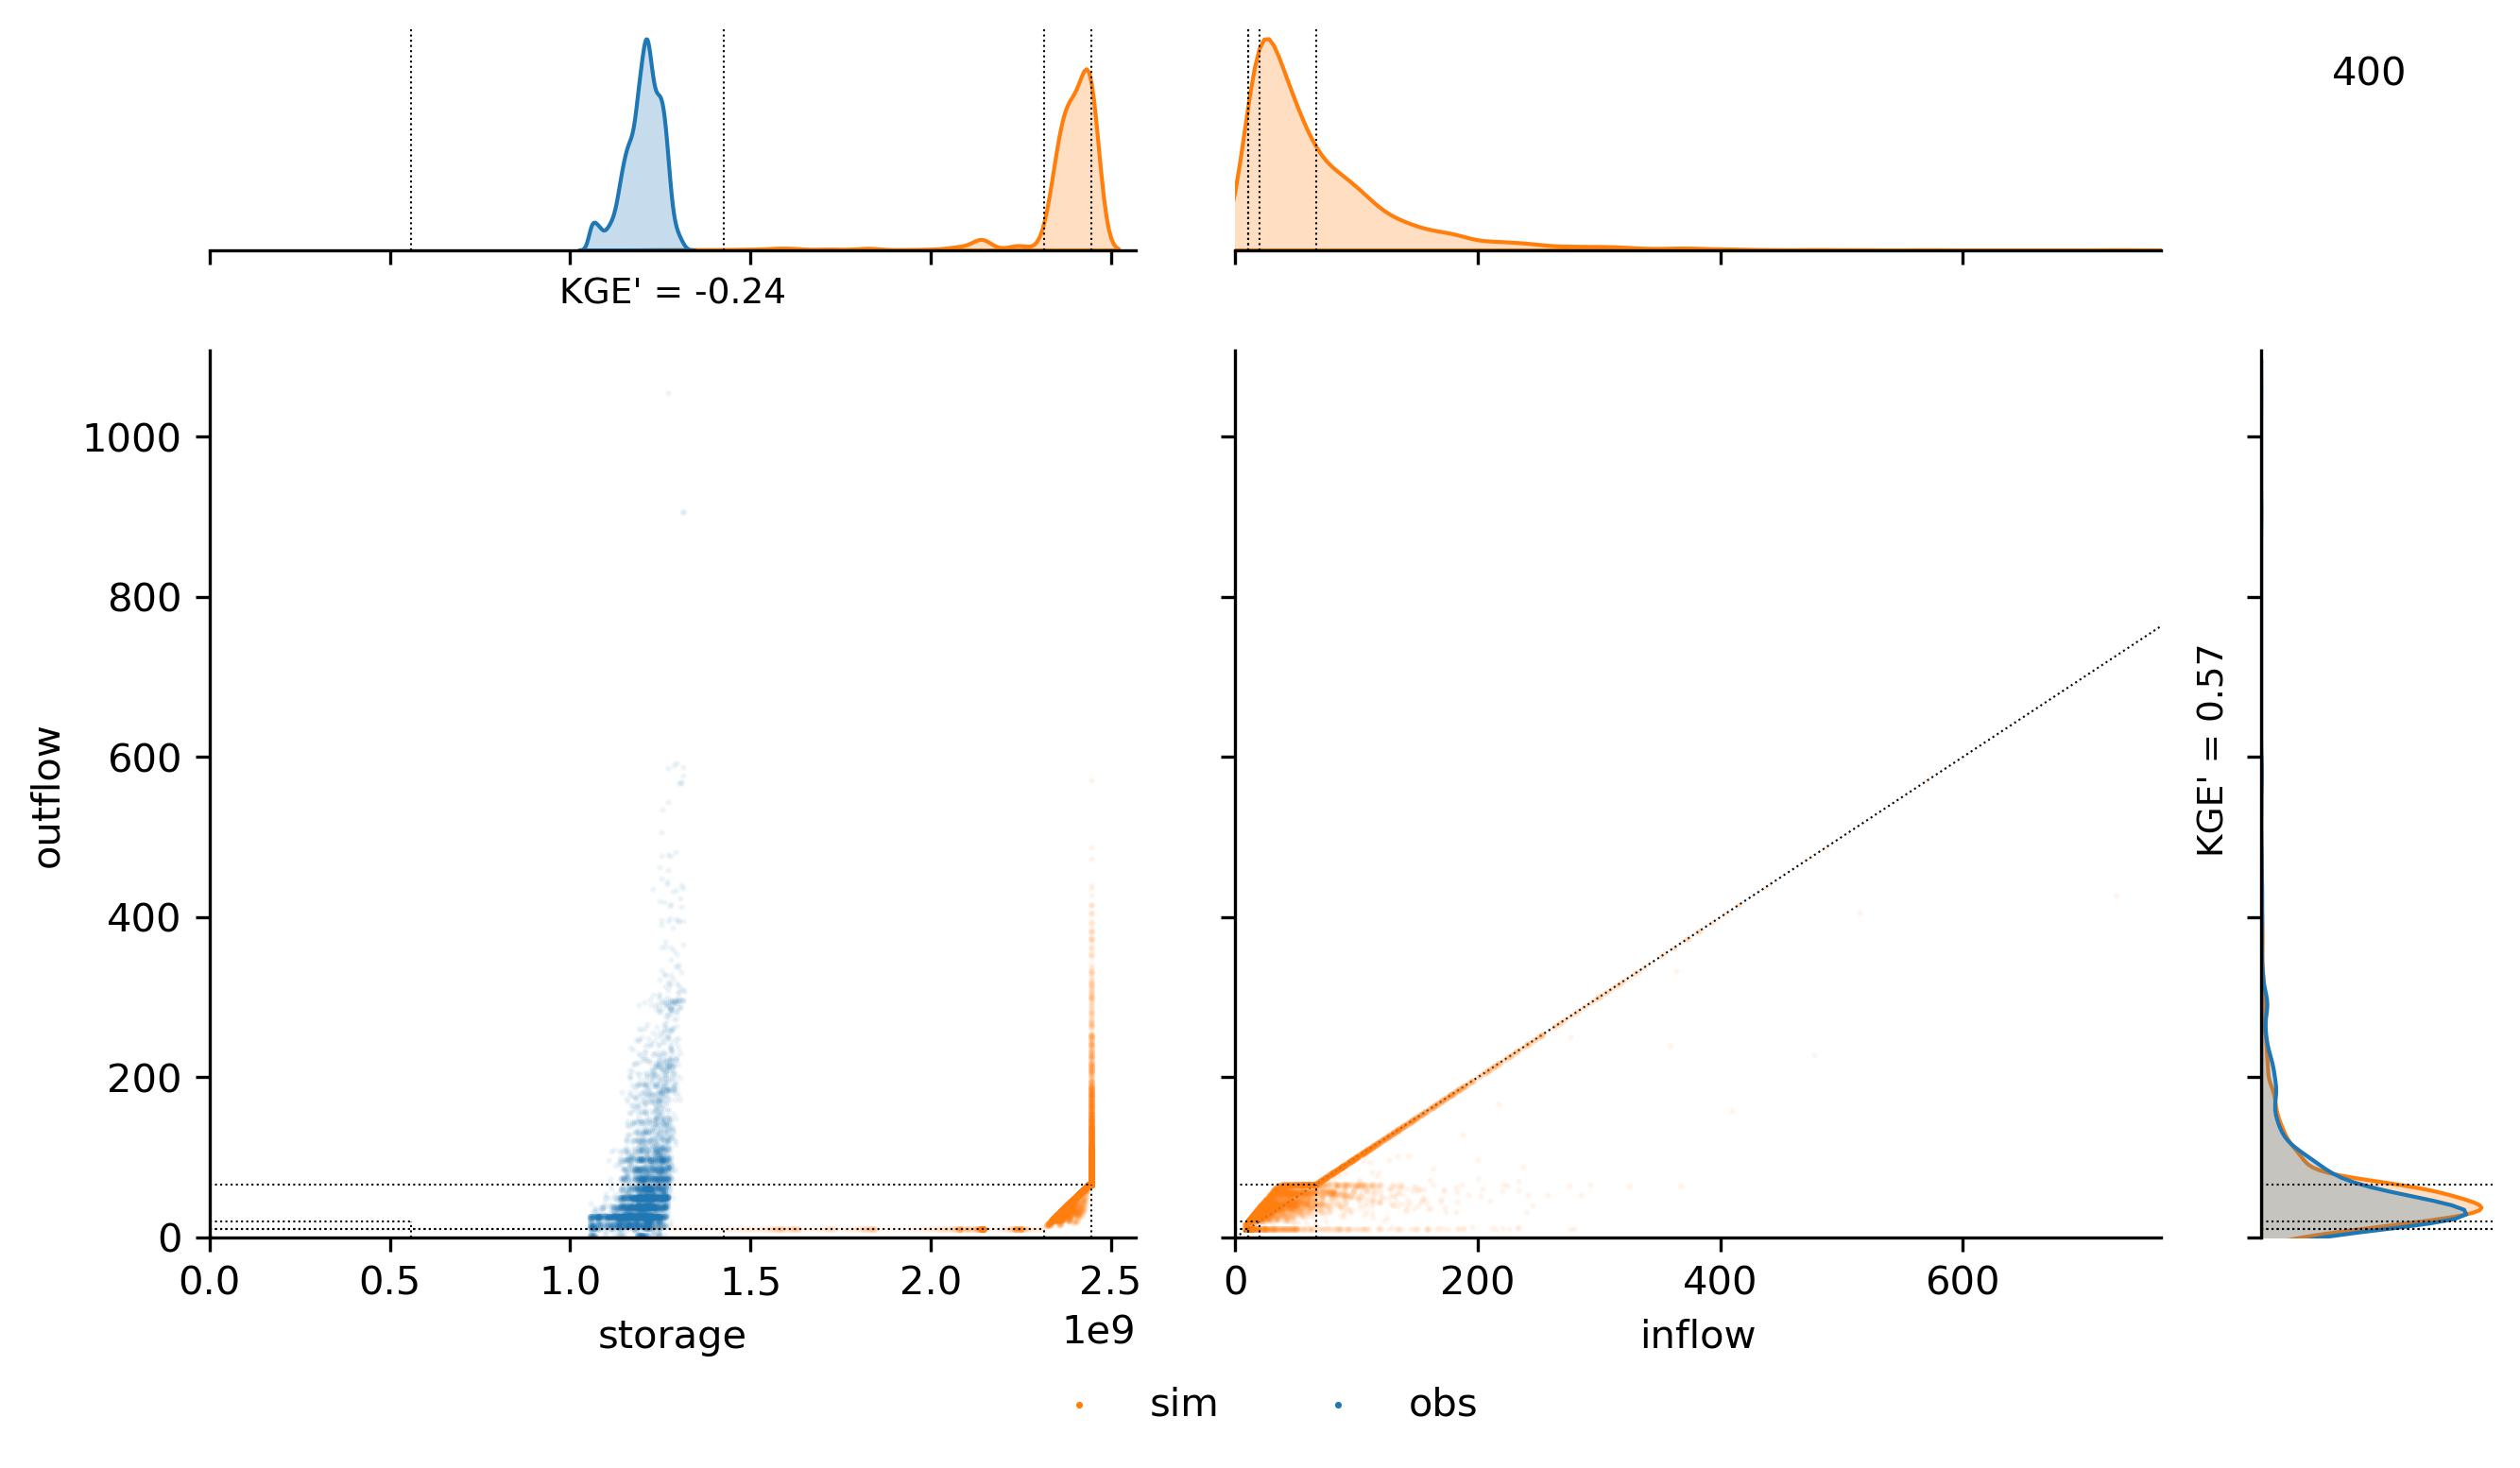 400
KGE' = -0.24
1000
800
600
400
200
0
outflow
0.0 0.5 1.0 1.5 2.0 2.5
1e9
storage
0 200 400 600
inflow
KGE' = 0.57
sim obs